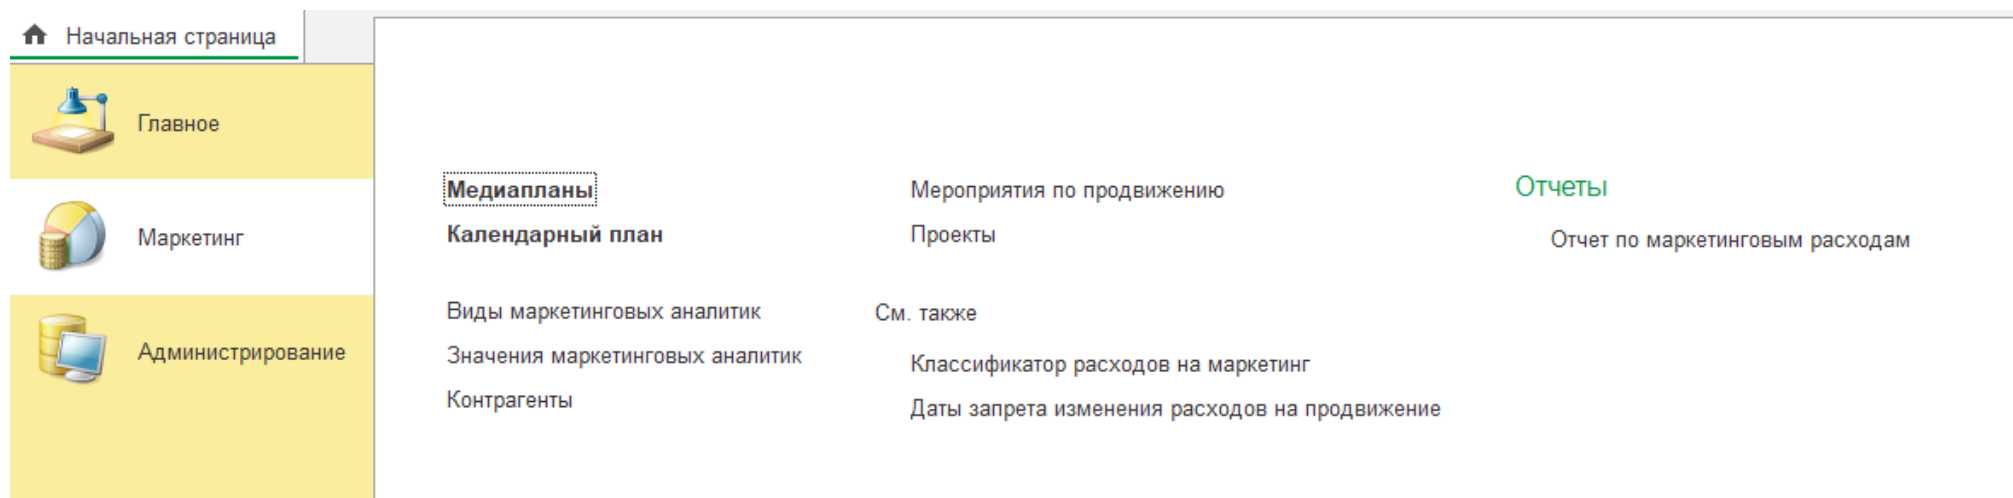 Начальная страница
Главное
Маркетинг
Администрирование
Медиапланы
Календарный план
Виды маркетинговых аналитик
Значения маркетинговых аналитик
Контрагенты
Мероприятия по продвижению
Проекты
См. также
Классификатор расходов на маркетинг
Даты запрета изменения расходов на продвижение
Отчеты
Отчет по маркетинговым расходам